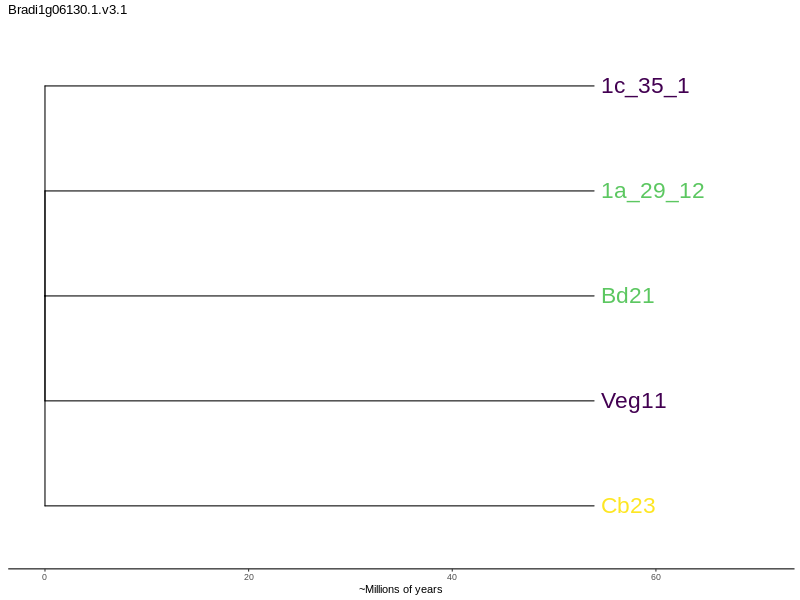 Bradi1g06130.1.v3.1
1c_35_1
1a_29_12
Bd21
Veg11
Cb23
0 20 40 60
~Millions of years